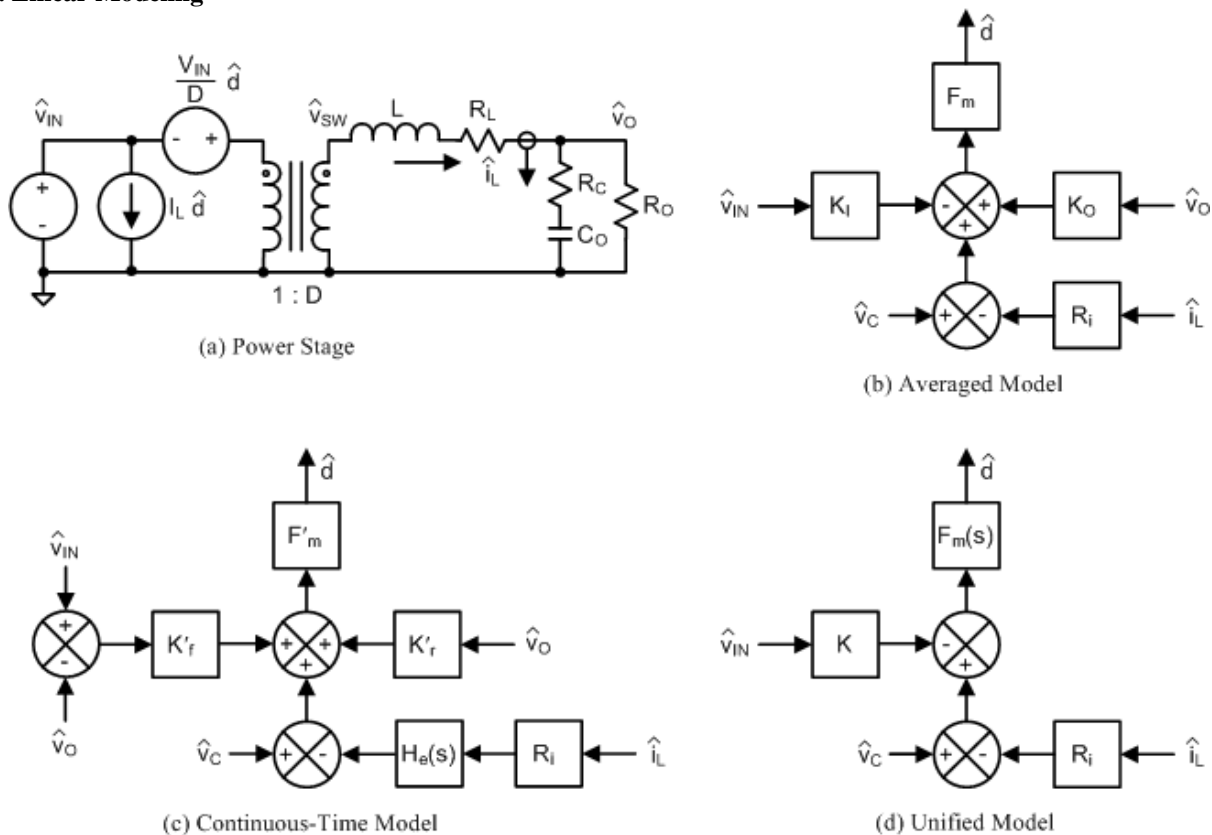 Linear Modeling
V_IN
D
d̂
v̂_IN
- +
v̂_SW
L
R_L
v̂_O
+
-
I_L d̂
î_L
R_C
R_O
C_O
1 : D
(a) Power Stage
d̂
F_m
v̂_IN
K_I
- +
+
K_O
v̂_O
v̂_C
+ -
R_i
î_L
(b) Averaged Model
d̂
F'_m
v̂_IN
+
-
K'_f
+ +
+
K'_r
v̂_O
v̂_O
v̂_C
+ -
H_e(s)
R_i
î_L
(c) Continuous-Time Model
d̂
F_m(s)
v̂_IN
K
-
+
v̂_C
+ -
R_i
î_L
(d) Unified Model